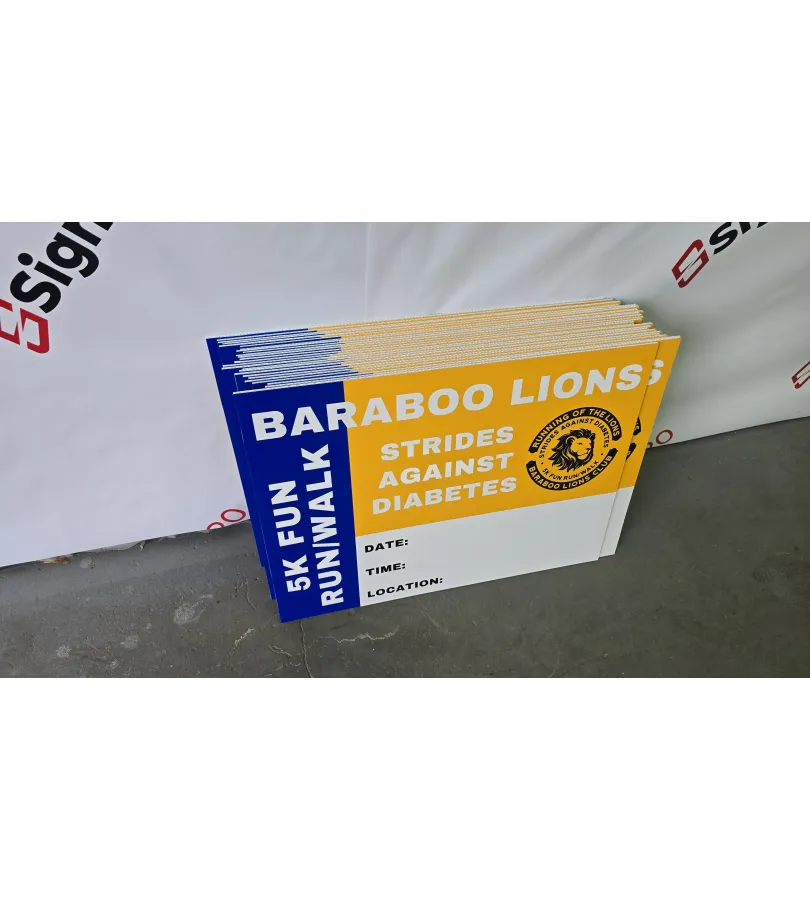 Sign
BARABOO LIONS
5K FUN
RUN/WALK
STRIDES
AGAINST
DIABETES
RUNNING OF THE LIONS
STRIDES AGAINST DIABETES
5K FUN RUN/WALK
BARABOO LIONS CLUB
DATE:
TIME:
LOCATION:
S